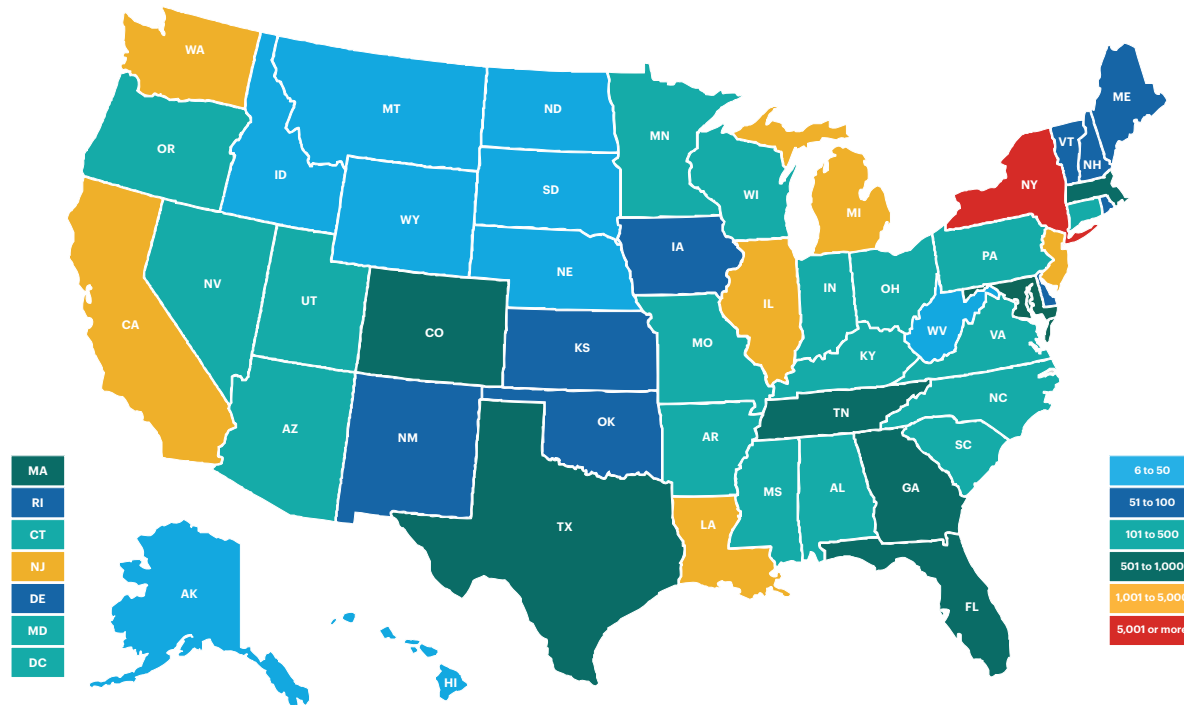 WA
ME
MT
ND
MN
VT
OR
NH
ID
SD
WI
NY
WY
MI
IA
PA
NE
NV
IN
OH
UT
IL
CA
CO
WV
VA
KS
MO
KY
NC
TN
OK
AZ
NM
AR
SC
MS
AL
GA
TX
LA
AK
FL
HI
MA
RI
CT
NJ
DE
MD
DC
6 to 50
51 to 100
101 to 500
501 to 1,000
1,001 to 5,000
5,001 or more